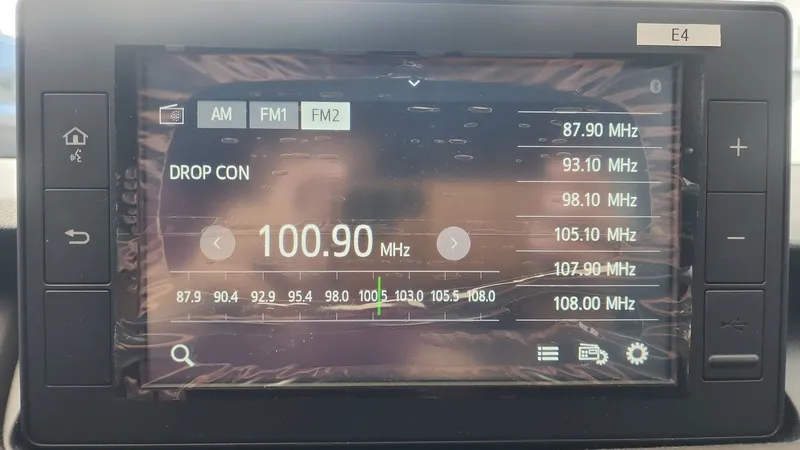 E4
AM FM1 FM2
DROP CON
100.90 MHz
87.9 90.4 92.9 95.4 98.0 100.5 103.0 105.5 108.0
87.90 MHz
93.10 MHz
98.10 MHz
105.10 MHz
107.90 MHz
108.00 MHz